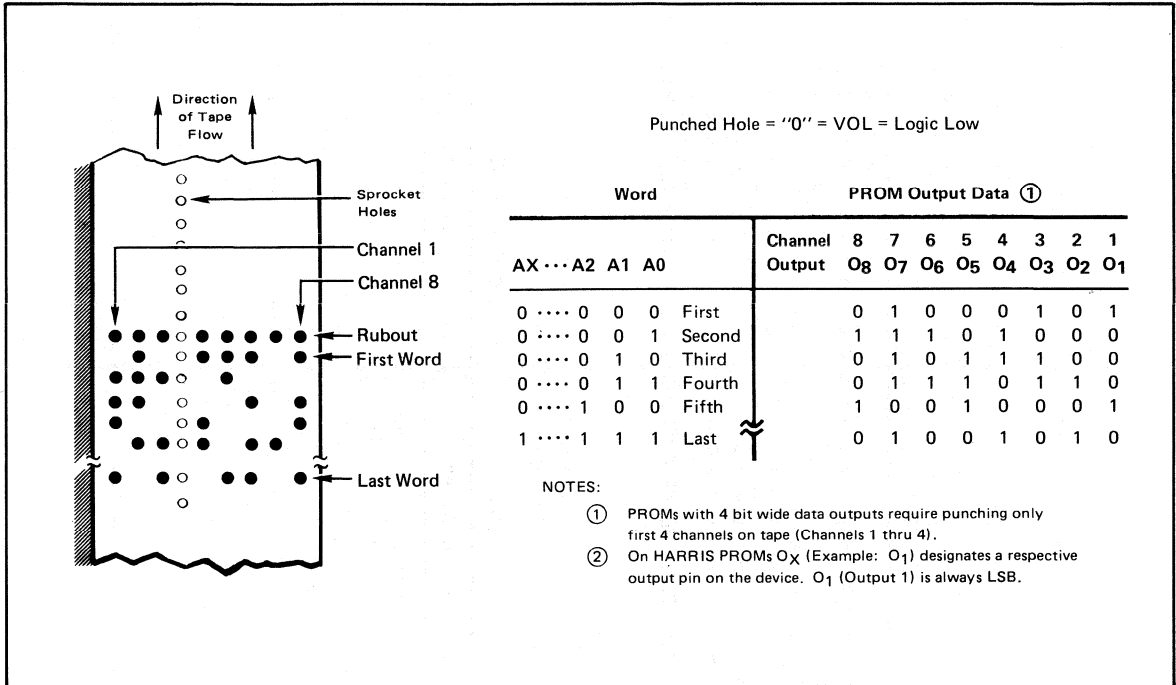 Direction
of Tape
Flow
Sprocket
Holes
Channel 1
Channel 8
Rubout
First Word
Last Word
Punched Hole = "0" = VOL = Logic Low
Word PROM Output Data ①
Channel 8 7 6 5 4 3 2 1
AX ···· A2 A1 A0 Output O8 O7 O6 O5 O4 O3 O2 O1
0 ···· 0 0 0 First 0 1 0 0 0 1 0 1
0 ···· 0 0 1 Second 1 1 1 0 1 0 0 0
0 ···· 0 1 0 Third 0 1 0 1 1 1 0 0
0 ···· 0 1 1 Fourth 0 1 1 1 0 1 1 0
0 ···· 1 0 0 Fifth 1 0 0 1 0 0 0 1
1 ···· 1 1 1 Last 0 1 0 0 1 0 1 0
NOTES:
① PROMs with 4 bit wide data outputs require punching only
first 4 channels on tape (Channels 1 thru 4).
② On HARRIS PROMs OX (Example: O1) designates a respective
output pin on the device. O1 (Output 1) is always LSB.